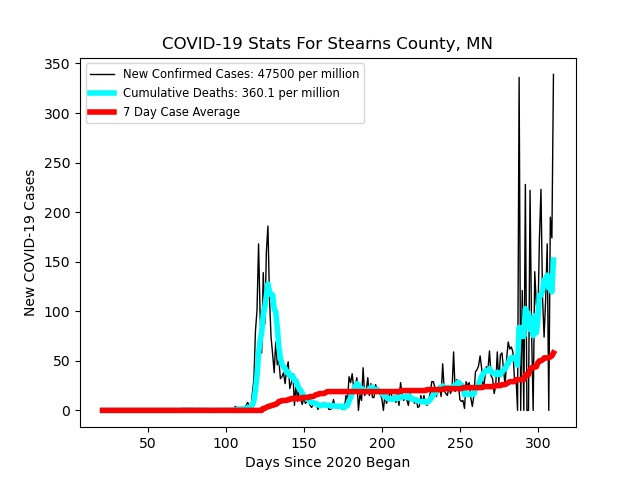 COVID-19 Stats For Stearns County, MN
New Confirmed Cases: 47500 per million
Cumulative Deaths: 360.1 per million
7 Day Case Average
350
300
250
200
150
100
50
0
New COVID-19 Cases
50 100 150 200 250 300
Days Since 2020 Began